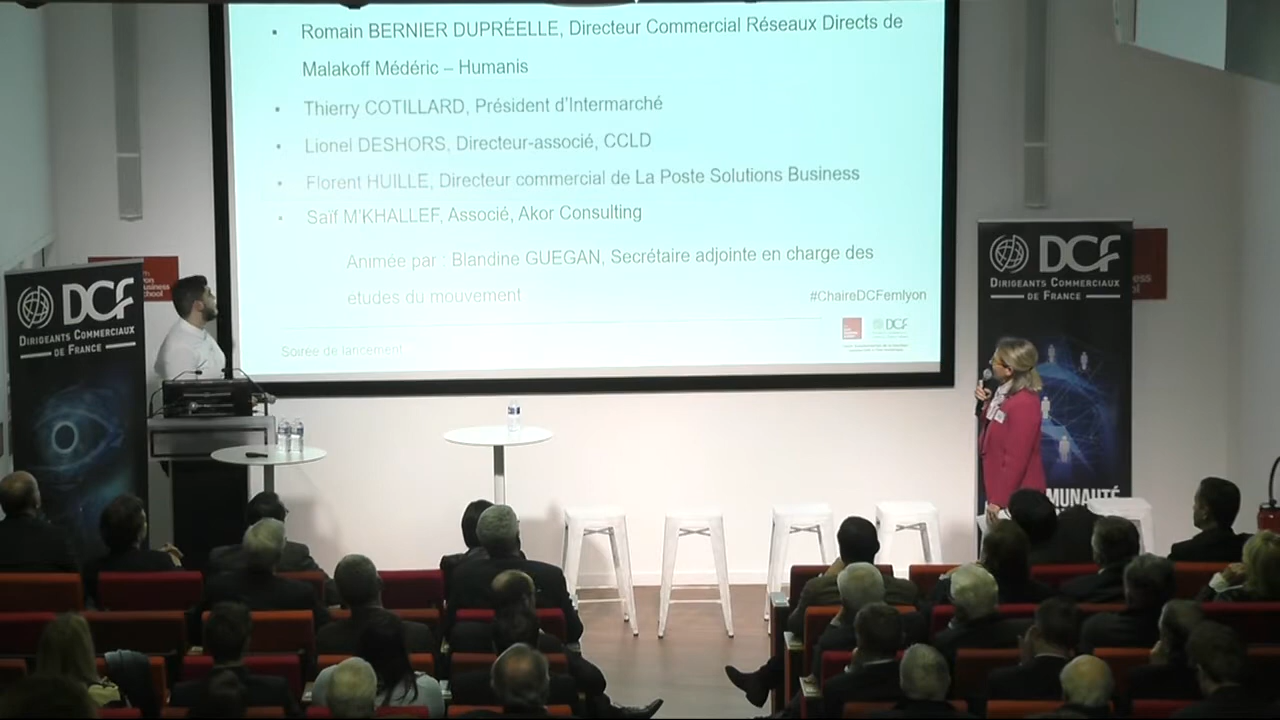 • Romain BERNIER DUPRÉELLE, Directeur Commercial Réseaux Directs de
Malakoff Médéric – Humanis
• Thierry COTILLARD, Président d'Intermarché
• Lionel DESHORS, Directeur-associé, CCLD
• Florent HUILLE, Directeur commercial de La Poste Solutions Business
• Saïf M'KHALLEF, Associé, Akor Consulting
Animée par : Blandine GUEGAN, Secrétaire adjointe en charge des
etudes du mouvement
#ChaireDCFemlyon
Soirée de lancement
DCF
DCF
DIRIGEANTS COMMERCIAUX
DE FRANCE
business
school
DCF
DIRIGEANTS COMMERCIAUX
DE FRANCE
MUNAUTÉ